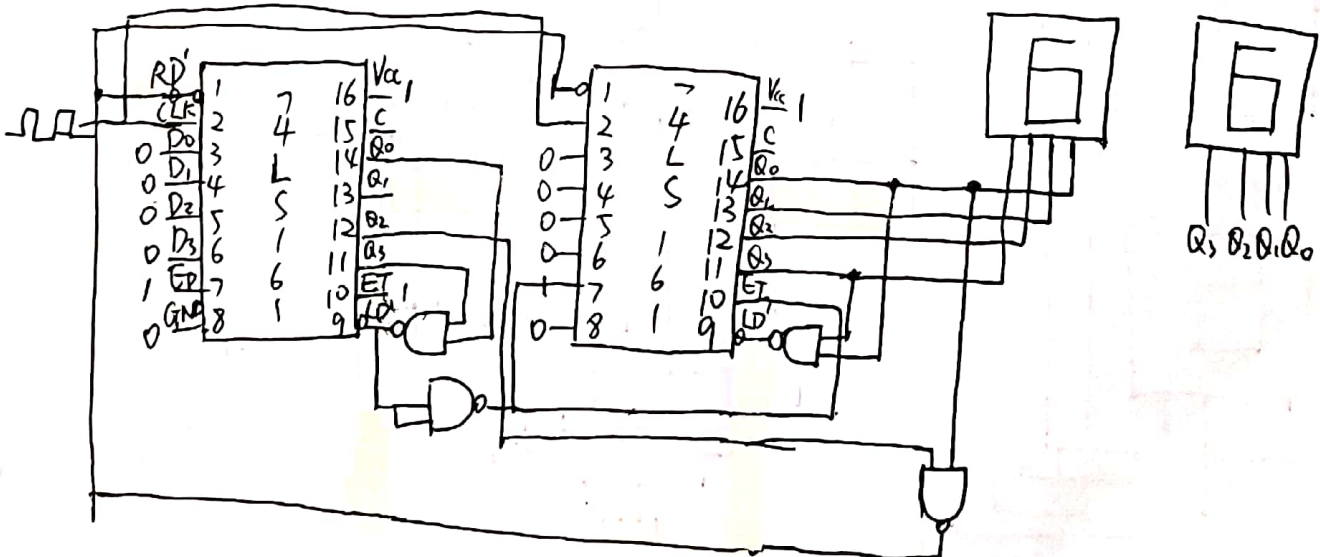 RD' 1 7 16 Vcc 1
CLK 2 4 15 C
0 D0 3 L 14 Q0
0 D1 4 S 13 Q1
0 D2 5 1 12 Q2
0 D3 6 6 11 Q3
1 EP 7 1 10 ET 1
0 GND 8 9 LD'
1 7 16 Vcc 1
2 4 15 C
0 3 L 14 Q0
0 4 S 13 Q1
0 5 1 12 Q2
0 6 6 11 Q3
7 1 10 ET
0 8 9 LD'
6
6
Q3 Q2 Q1 Q0